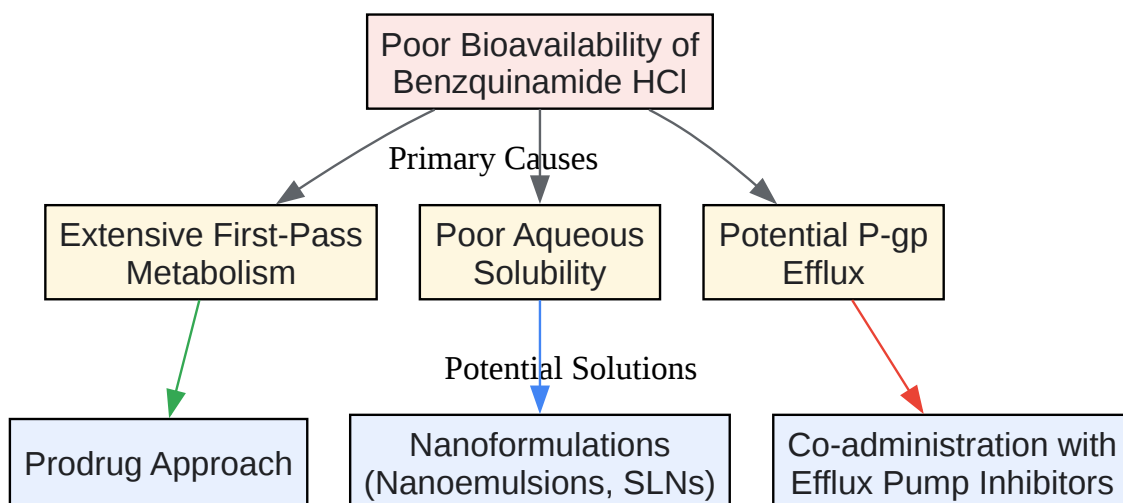 Poor Bioavailability of
Benzquinamide HCl
Primary Causes
Extensive First-Pass
Metabolism
Poor Aqueous
Solubility
Potential P-gp
Efflux
Potential Solutions
Prodrug Approach
Nanoformulations
(Nanoemulsions, SLNs)
Co-administration with
Efflux Pump Inhibitors